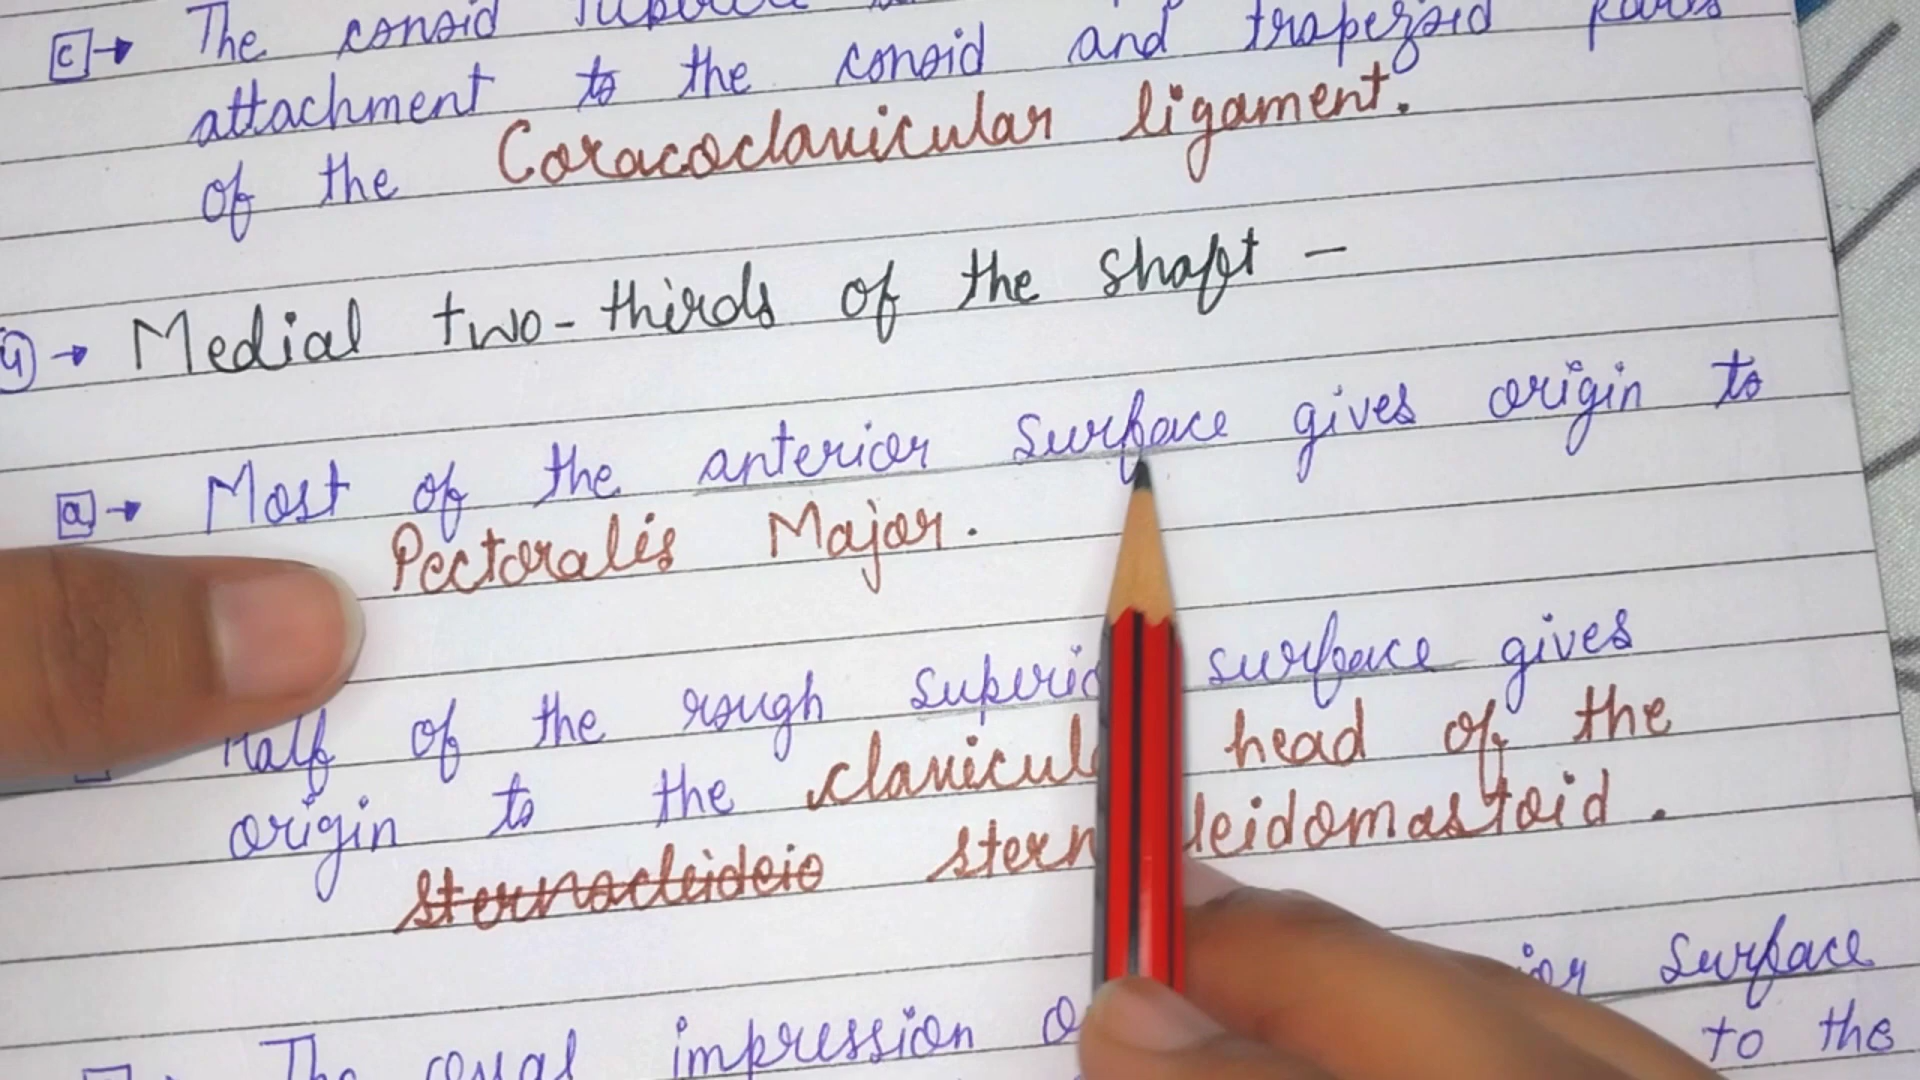 [c]→ The conoid
attachment to the conoid and trapezoid parts
of the Coracoclavicular ligament.
4)→ Medial two-thirds of the shaft -
[a]→ Most of the anterior surface gives origin to
Pectoralis Major.
Half of the rough surface gives
origin to the head of the
sternocleideio leidomastoid.
surface
The impression to the